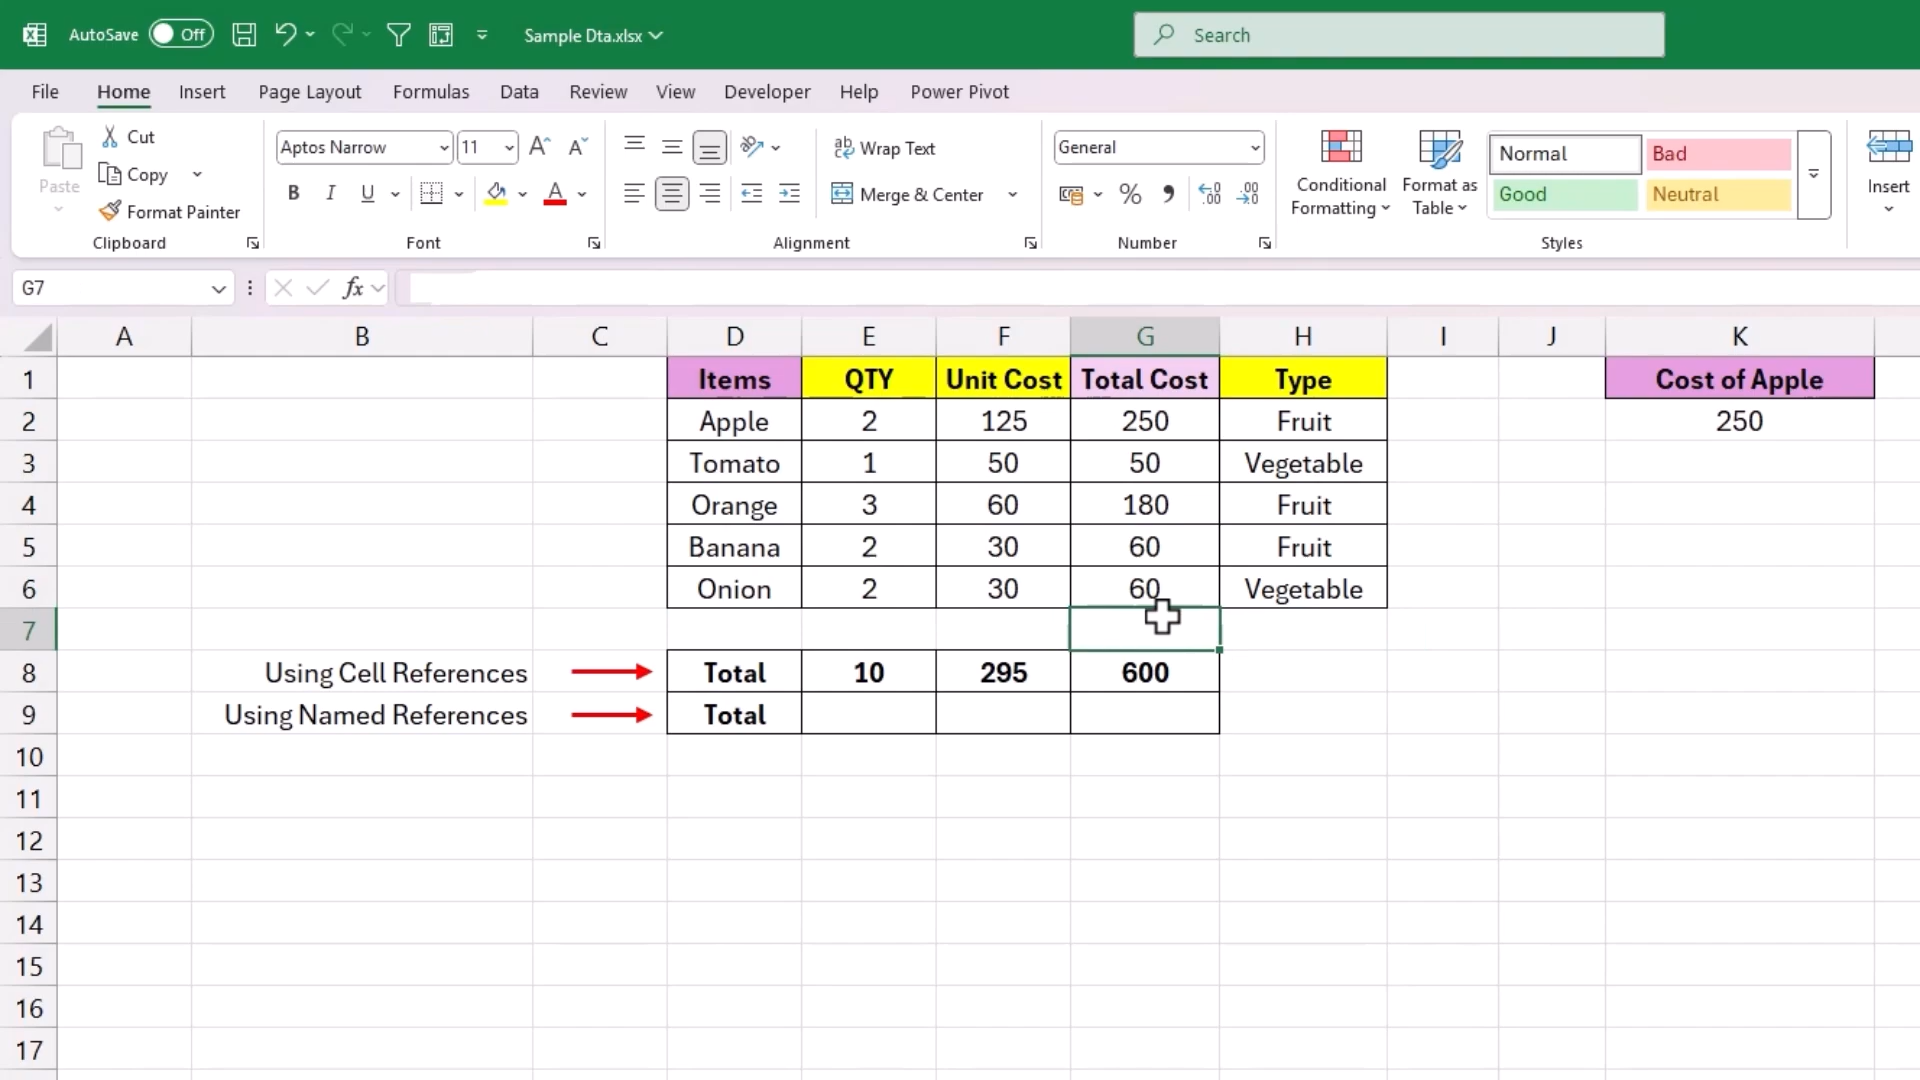 AutoSave Off Sample Dta.xlsx Search
File Home Insert Page Layout Formulas Data Review View Developer Help Power Pivot
Paste
Cut
Copy
Format Painter
Clipboard
Aptos Narrow 11 A A
B I U A
Font
ab Wrap Text
Merge & Center
Alignment
General
% , .00 .00
Number
Conditional Formatting
Format as Table
Normal Bad
Good Neutral
Styles
Insert
G7 fx
A B C D E F G H I J K
1 Items QTY Unit Cost Total Cost Type Cost of Apple
2 Apple 2 125 250 Fruit 250
3 Tomato 1 50 50 Vegetable
4 Orange 3 60 180 Fruit
5 Banana 2 30 60 Fruit
6 Onion 2 30 60 Vegetable
7
8 Using Cell References Total 10 295 600
9 Using Named References Total
10
11
12
13
14
15
16
17